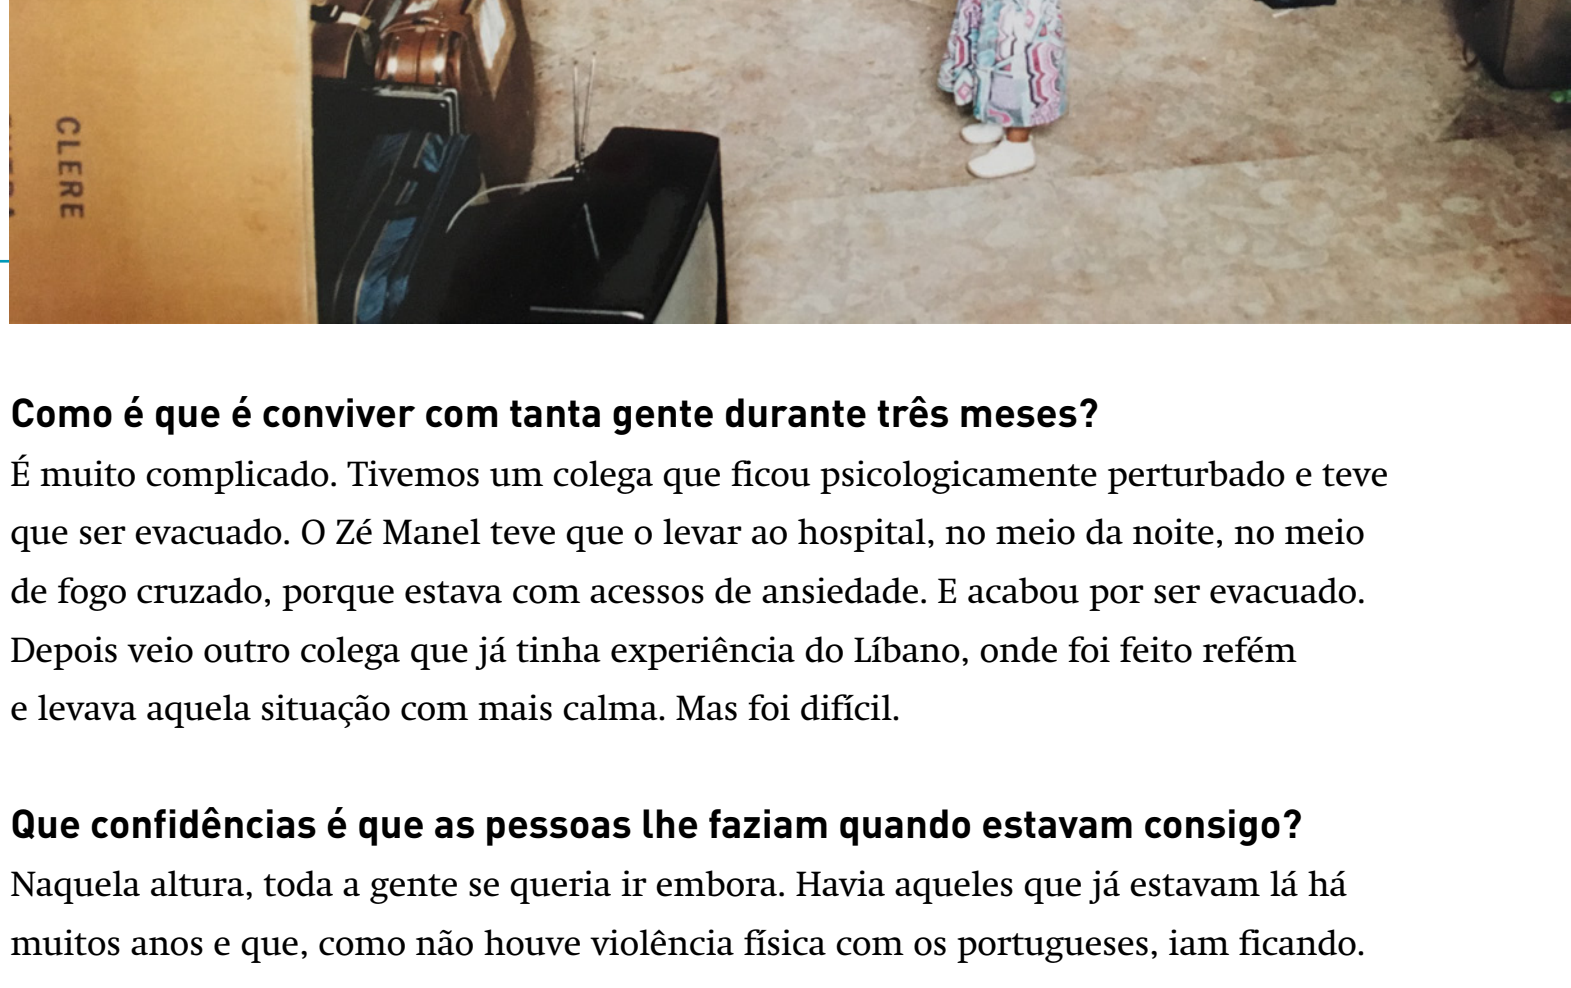 CLERE
Como é que é conviver com tanta gente durante três meses?
É muito complicado. Tivemos um colega que ficou psicologicamente perturbado e teve
que ser evacuado. O Zé Manel teve que o levar ao hospital, no meio da noite, no meio
de fogo cruzado, porque estava com acessos de ansiedade. E acabou por ser evacuado.
Depois veio outro colega que já tinha experiência do Líbano, onde foi feito refém
e levava aquela situação com mais calma. Mas foi difícil.
Que confidências é que as pessoas lhe faziam quando estavam consigo?
Naquela altura, toda a gente se queria ir embora. Havia aqueles que já estavam lá há
muitos anos e que, como não houve violência física com os portugueses, iam ficando.